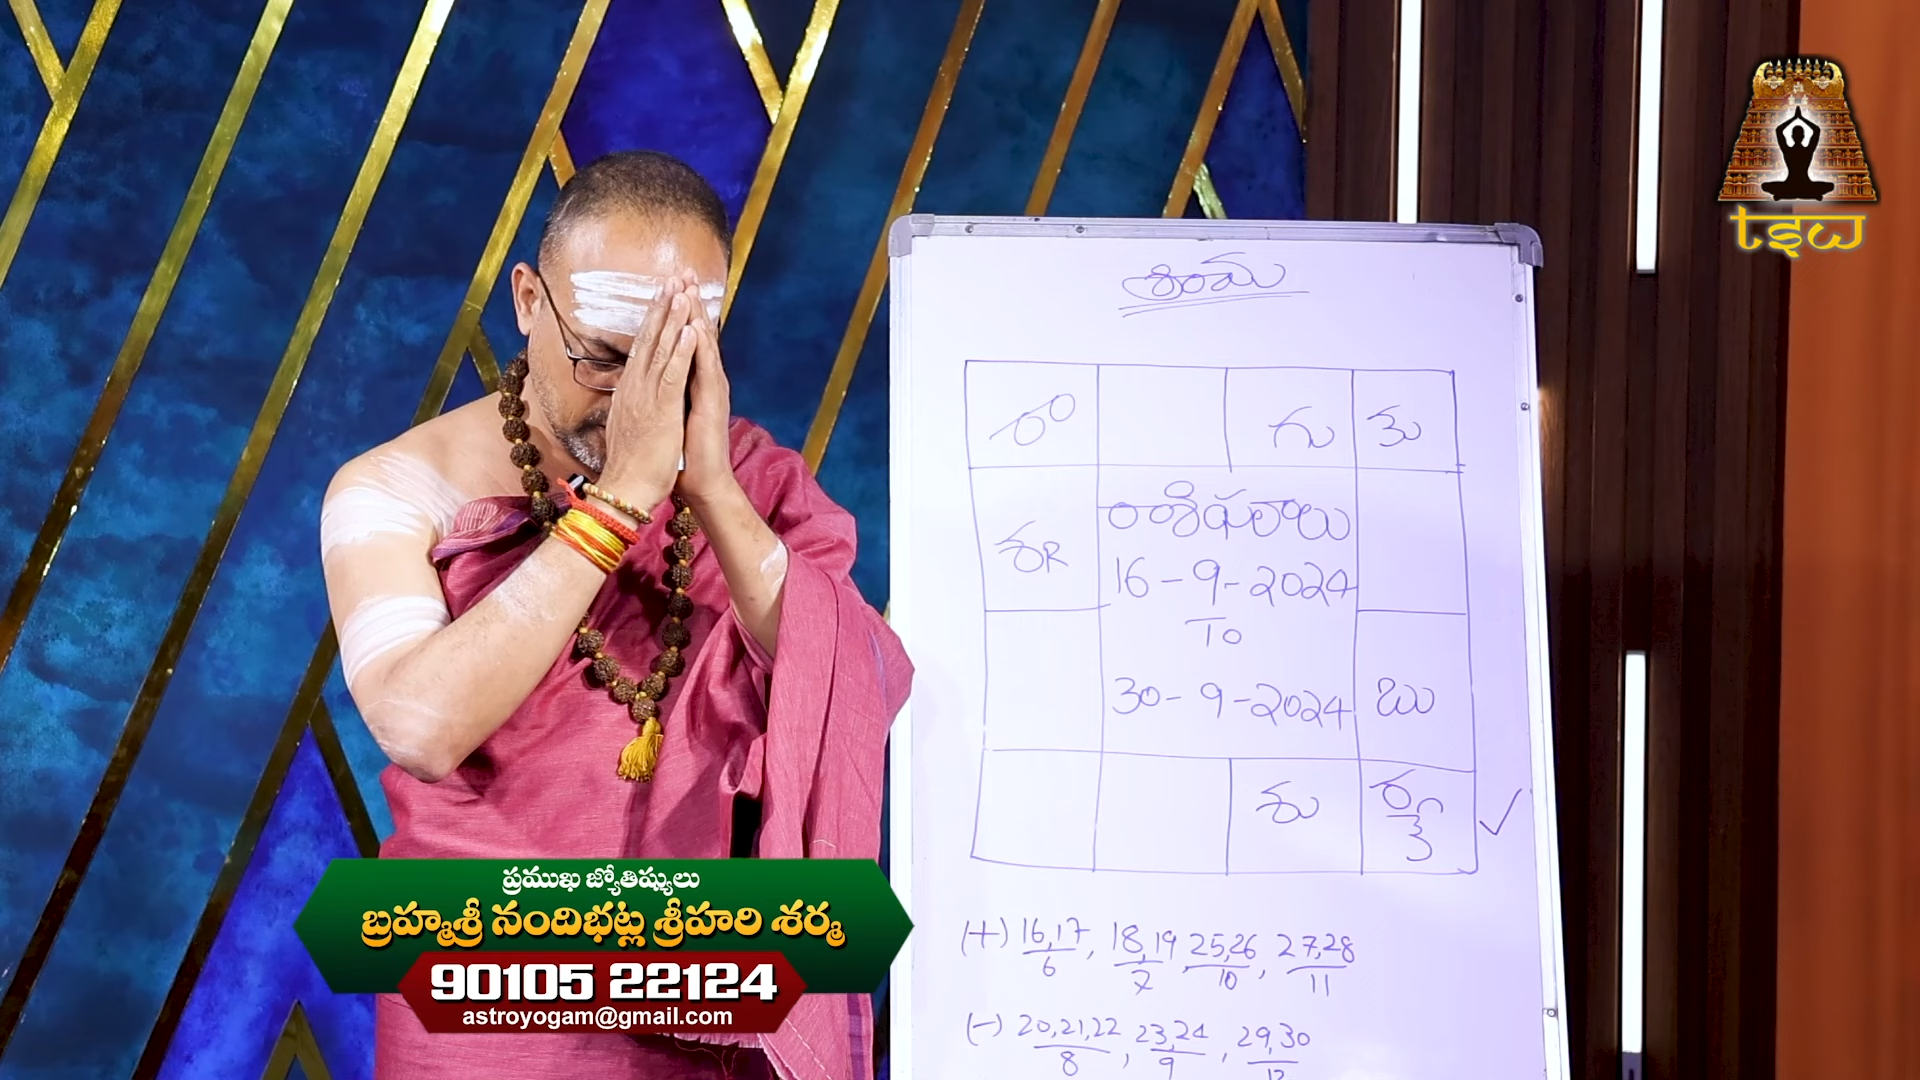 TSW
సింహ
రా గు కు
రాశిఫలాలు
శR
16-9-2024
To
30-9-2024 బు
శు ర/కే
✓
(+) 16,17/6, 18,19/7, 25,26/10, 27,28/11
(-) 20,21,22/8, 23,24/9, 29,30/12
ప్రముఖ జ్యోతిష్యులు
బ్రహ్మశ్రీ నందిభట్ల శ్రీహరి శర్మ
90105 22124
astroyogam@gmail.com